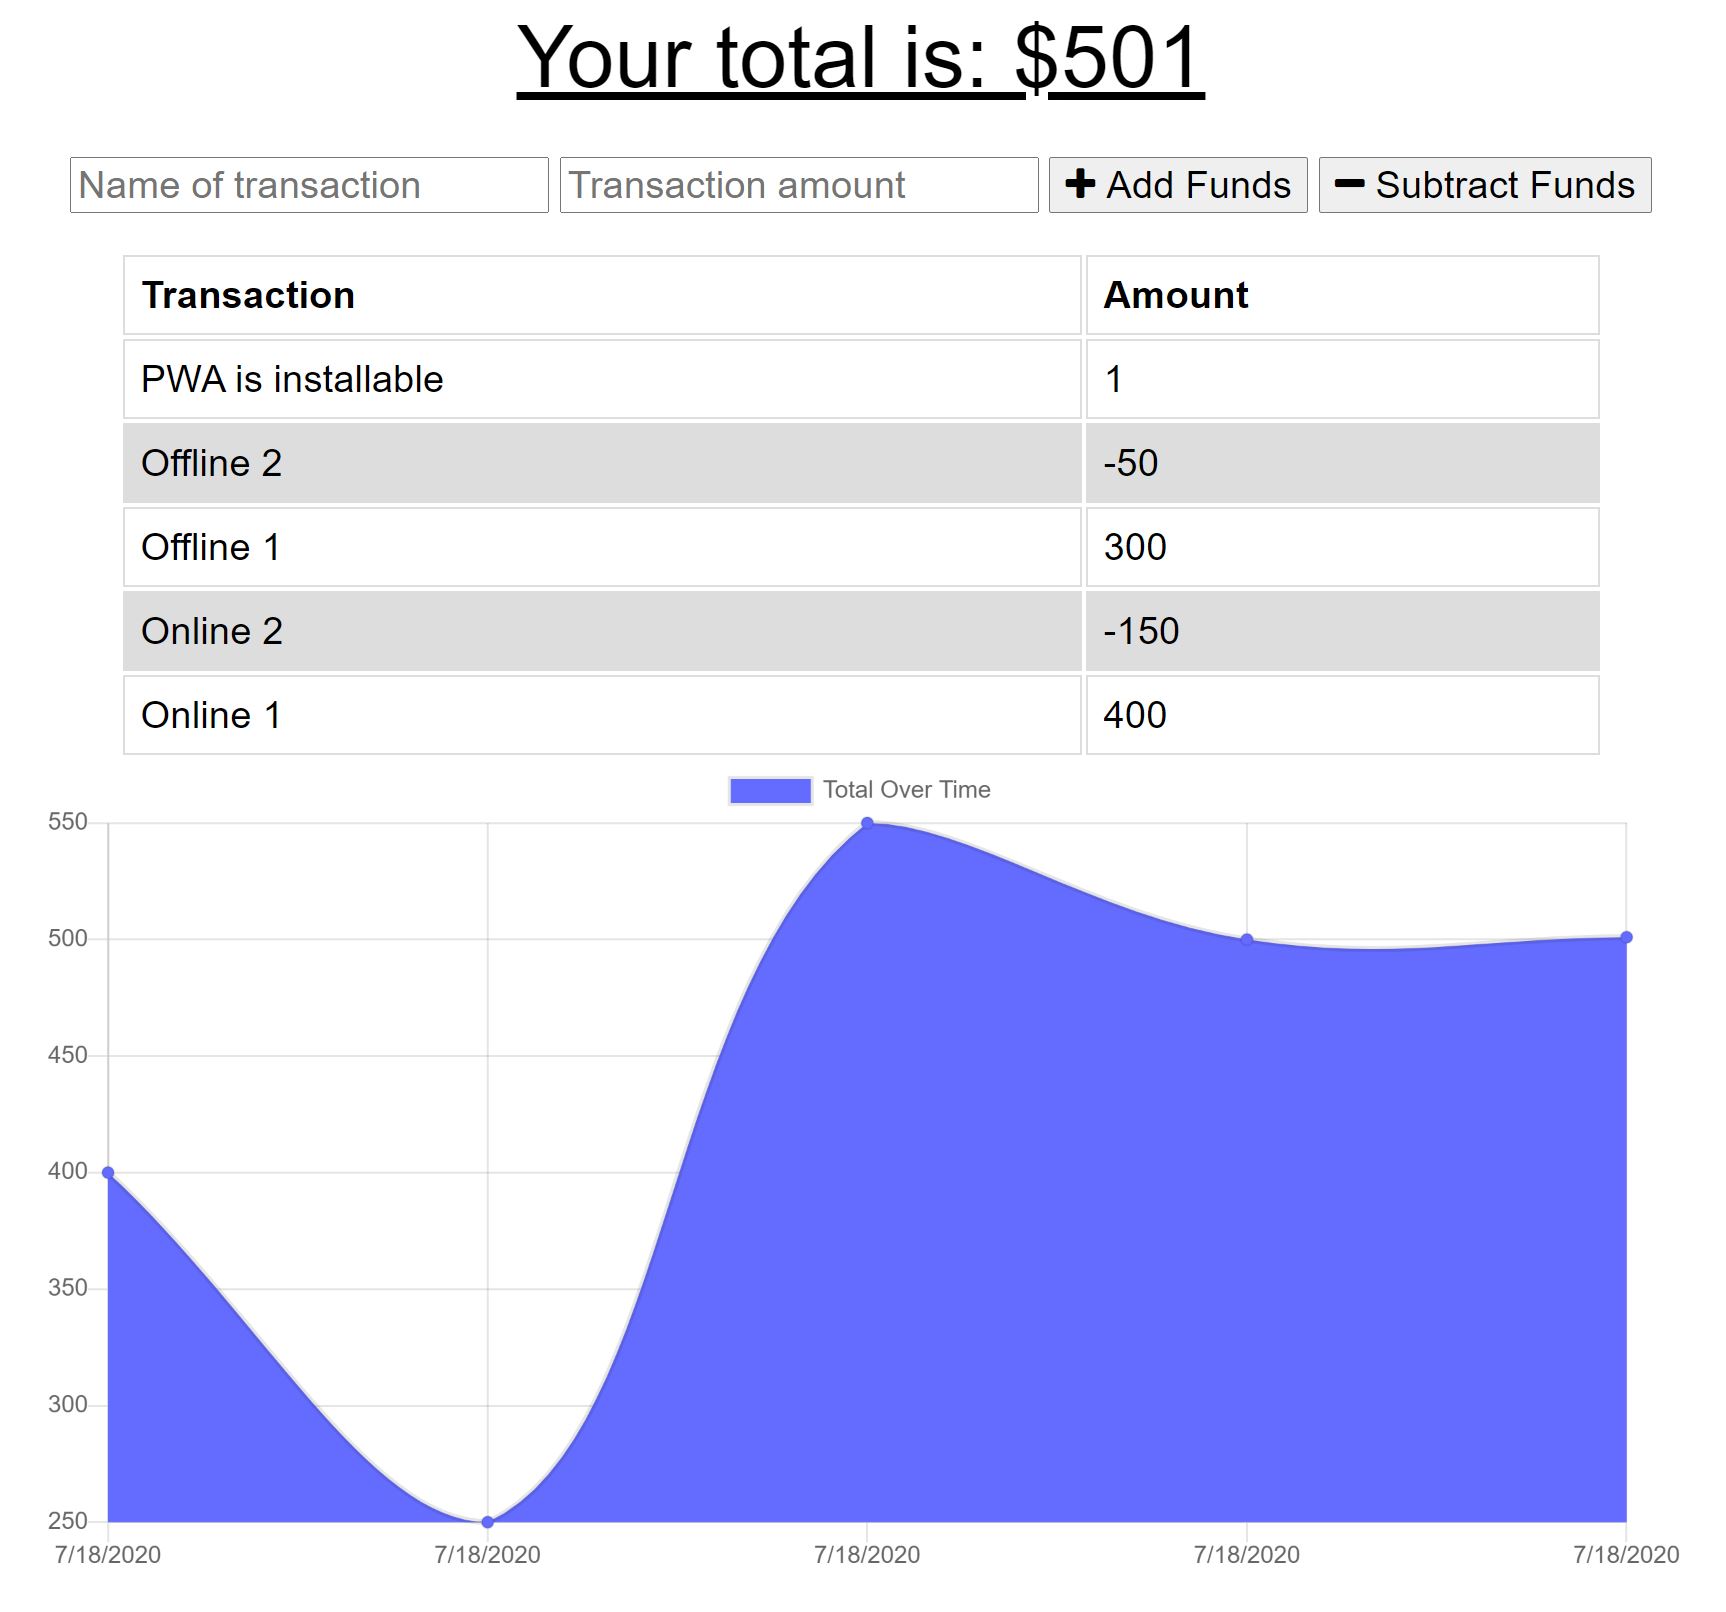 Your total is: $501
Name of transaction Transaction amount Add Funds Subtract Funds
Transaction Amount
PWA is installable 1
Offline 2 -50
Offline 1 300
Online 2 -150
Online 1 400
Total Over Time
550
500
450
400
350
300
250
7/18/2020 7/18/2020 7/18/2020 7/18/2020 7/18/2020